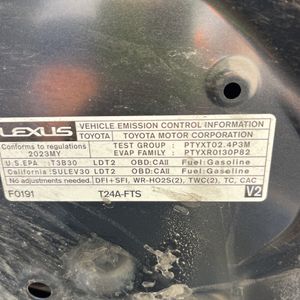 LEXUS VEHICLE EMISSION CONTROL INFORMATION
TOYOTA TOYOTA MOTOR CORPORATION
Conforms to regulations TEST GROUP : PTYXT02.4P3M
2023MY EVAP FAMILY : PTYXR0130P82
U.S.EPA : T3B30 LDT2 OBD:CAII Fuel:Gasoline
California : SULEV30 LDT2 OBD:CAII Fuel:Gasoline
No adjustments needed. DFI+SFI, WR-HO2S(2), TWC(2), TC, CAC
F0191 T24A-FTS V2